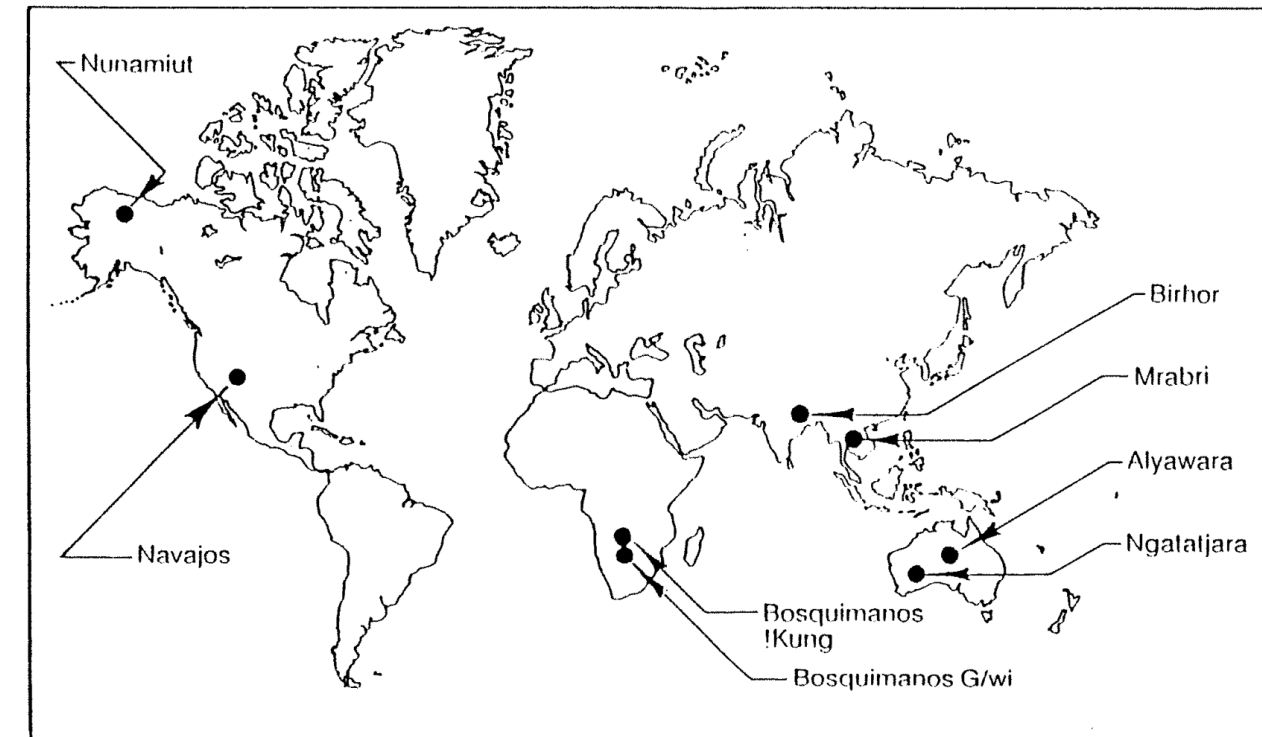 Nunamiut
Birhor
Mrabri
Alyawara
Ngatatjara
Navajos
Bosquimanos
!Kung
Bosquimanos G/wi